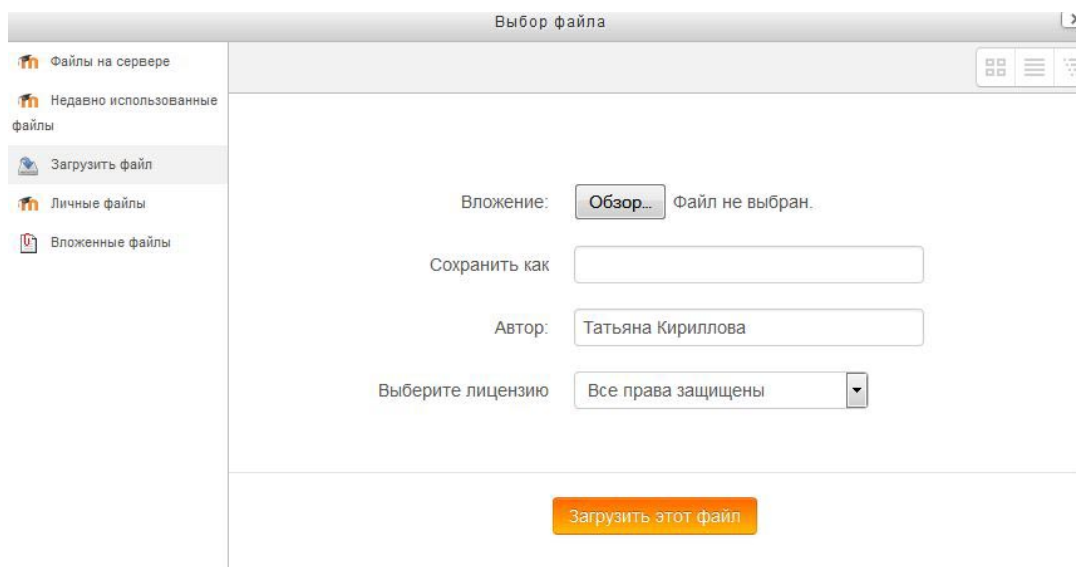 Выбор файла
Файлы на сервере
Недавно использованные
файлы
Загрузить файл
Личные файлы
Вложенные файлы
Вложение: Обзор... Файл не выбран.
Сохранить как
Автор: Татьяна Кириллова
Выберите лицензию Все права защищены
Загрузить этот файл